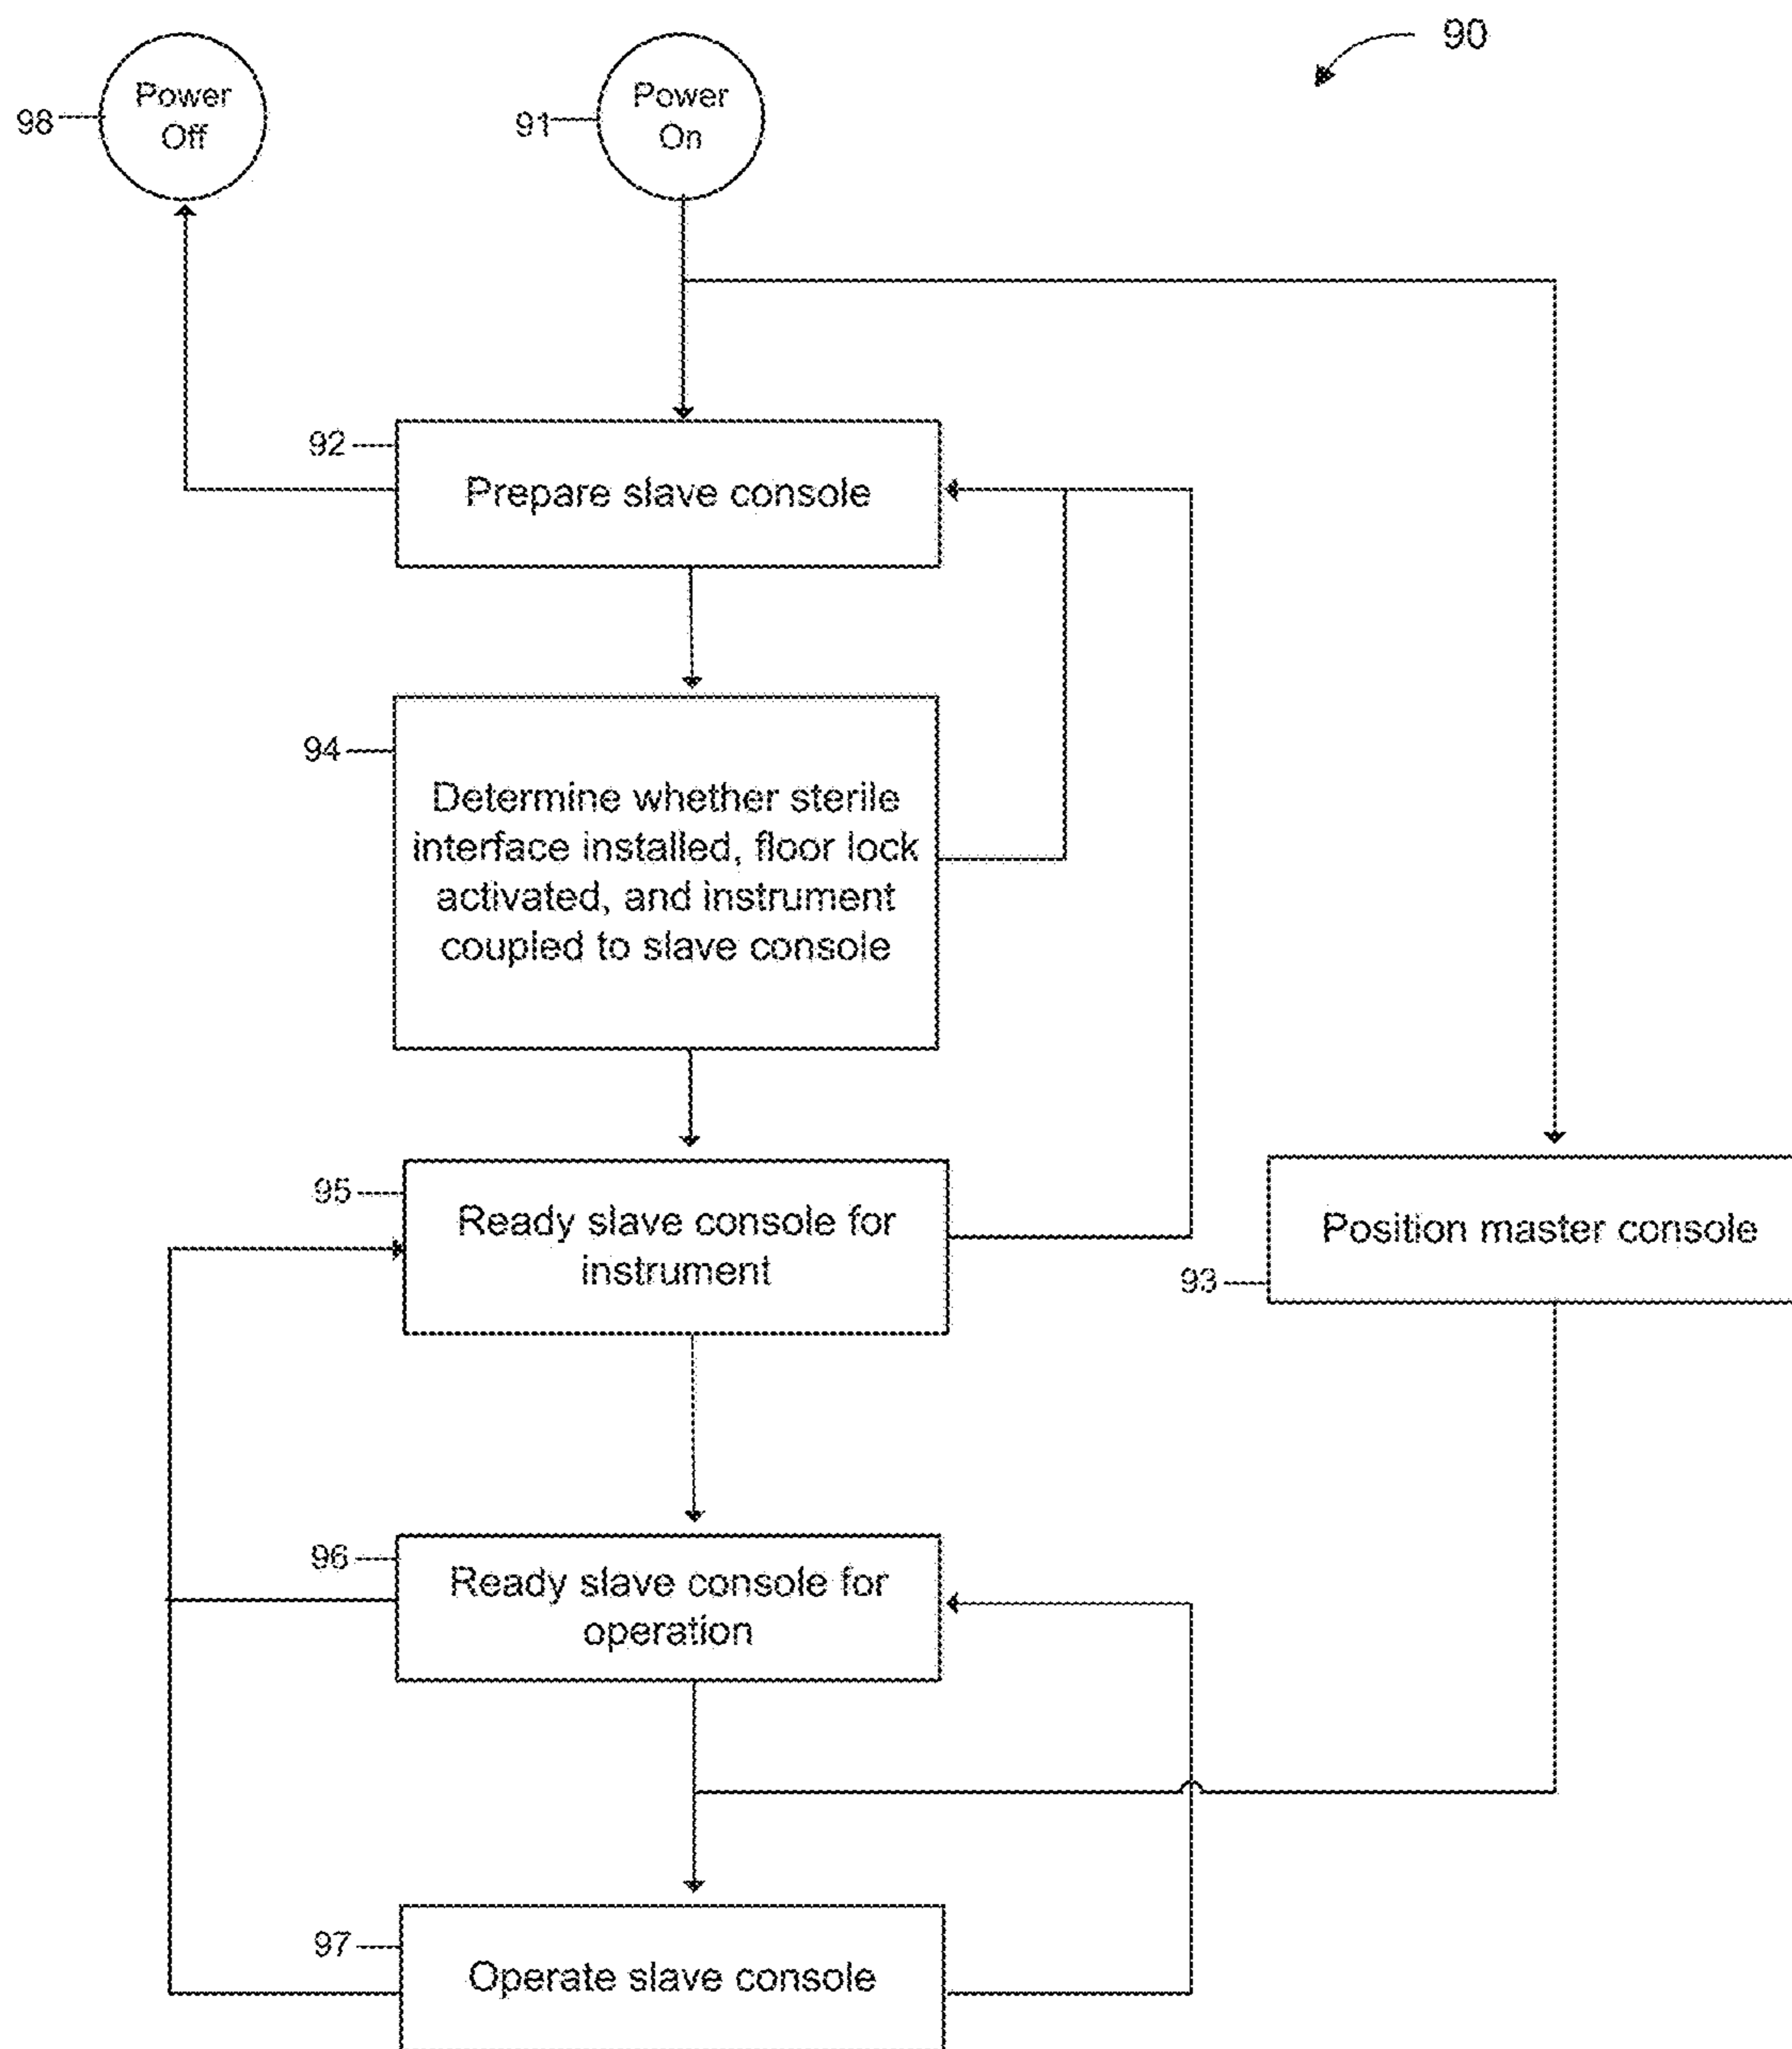 90
98
Power
Off
91
Power
On
92
Prepare slave console
94
Determine whether sterile
interface installed, floor lock
activated, and instrument
coupled to slave console
95
Ready slave console for
instrument
Position master console
93
96
Ready slave console for
operation
97
Operate slave console